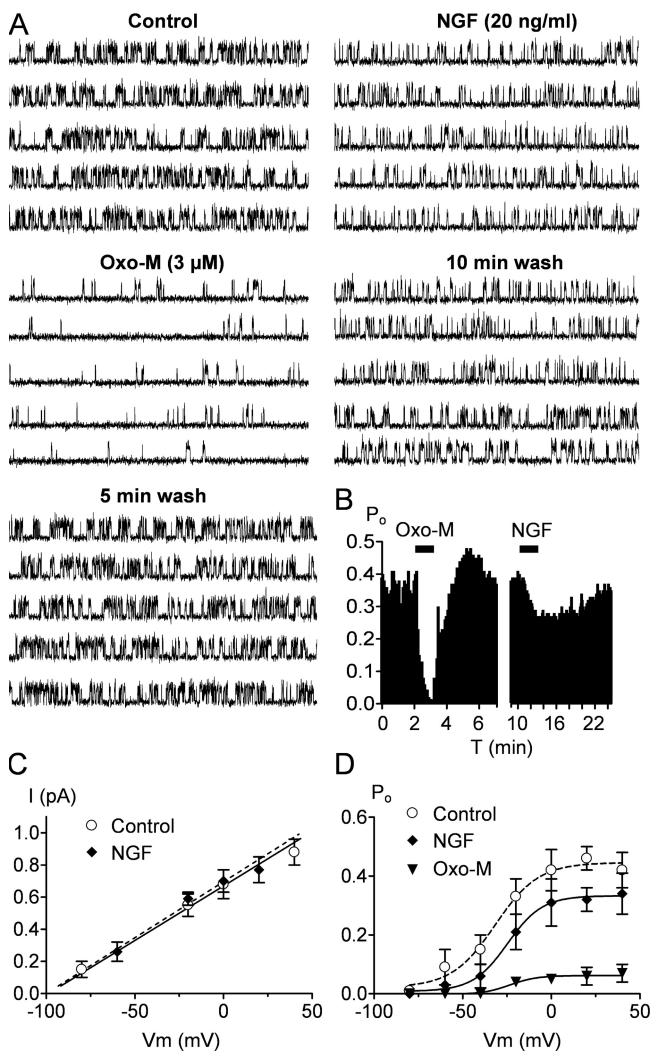 A
Control
NGF (20 ng/ml)
Oxo-M (3 µM)
10 min wash
5 min wash
B
Po
Oxo-M
NGF
0.5
0.4
0.3
0.2
0.1
0.0
0 2 4 6 10 14 18 22
T (min)
C
I (pA)
Control
NGF
1.0
0.8
0.6
0.4
0.2
0.0
-100 -50 0 50
Vm (mV)
D
Po
Control
NGF
Oxo-M
0.6
0.4
0.2
0.0
-100 -50 0 50
Vm (mV)